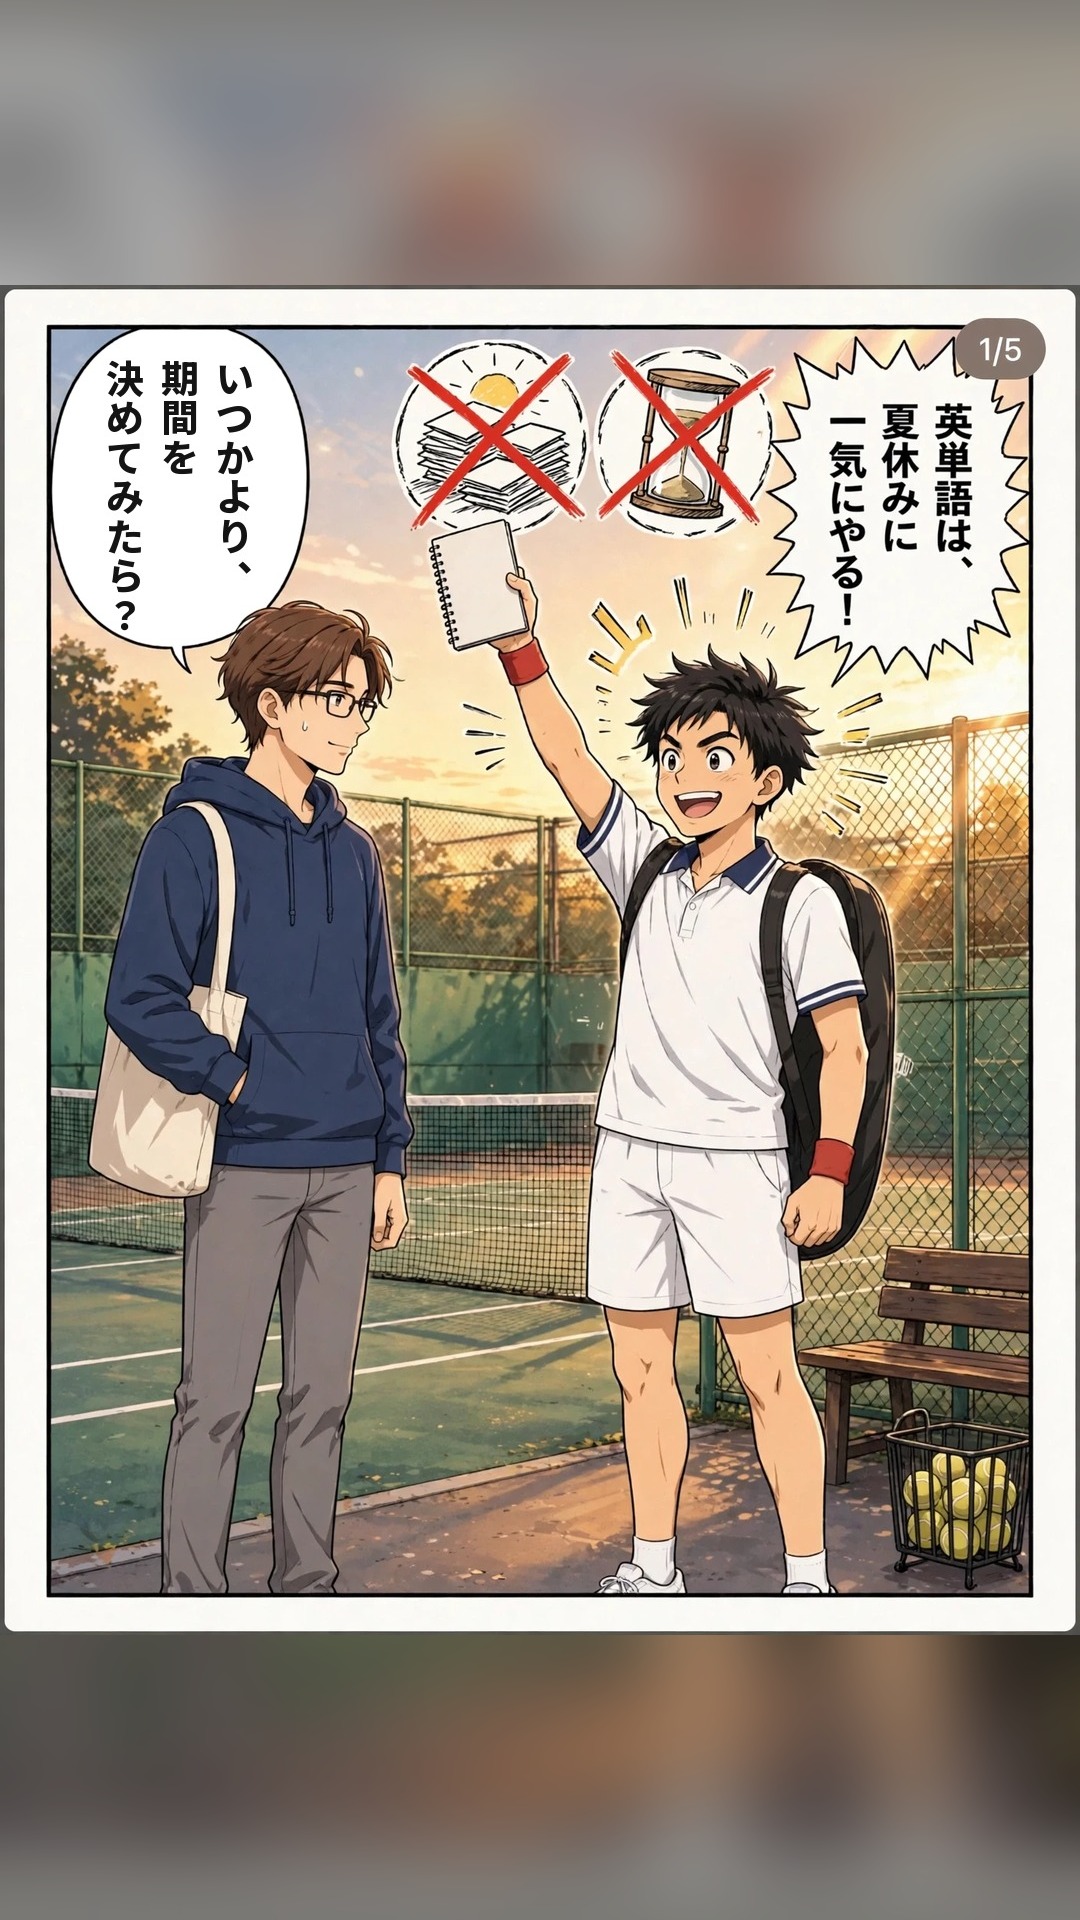 英単語は、
夏休みに
一気にやる！
いつかより、
期間を
決めてみたら？
1/5